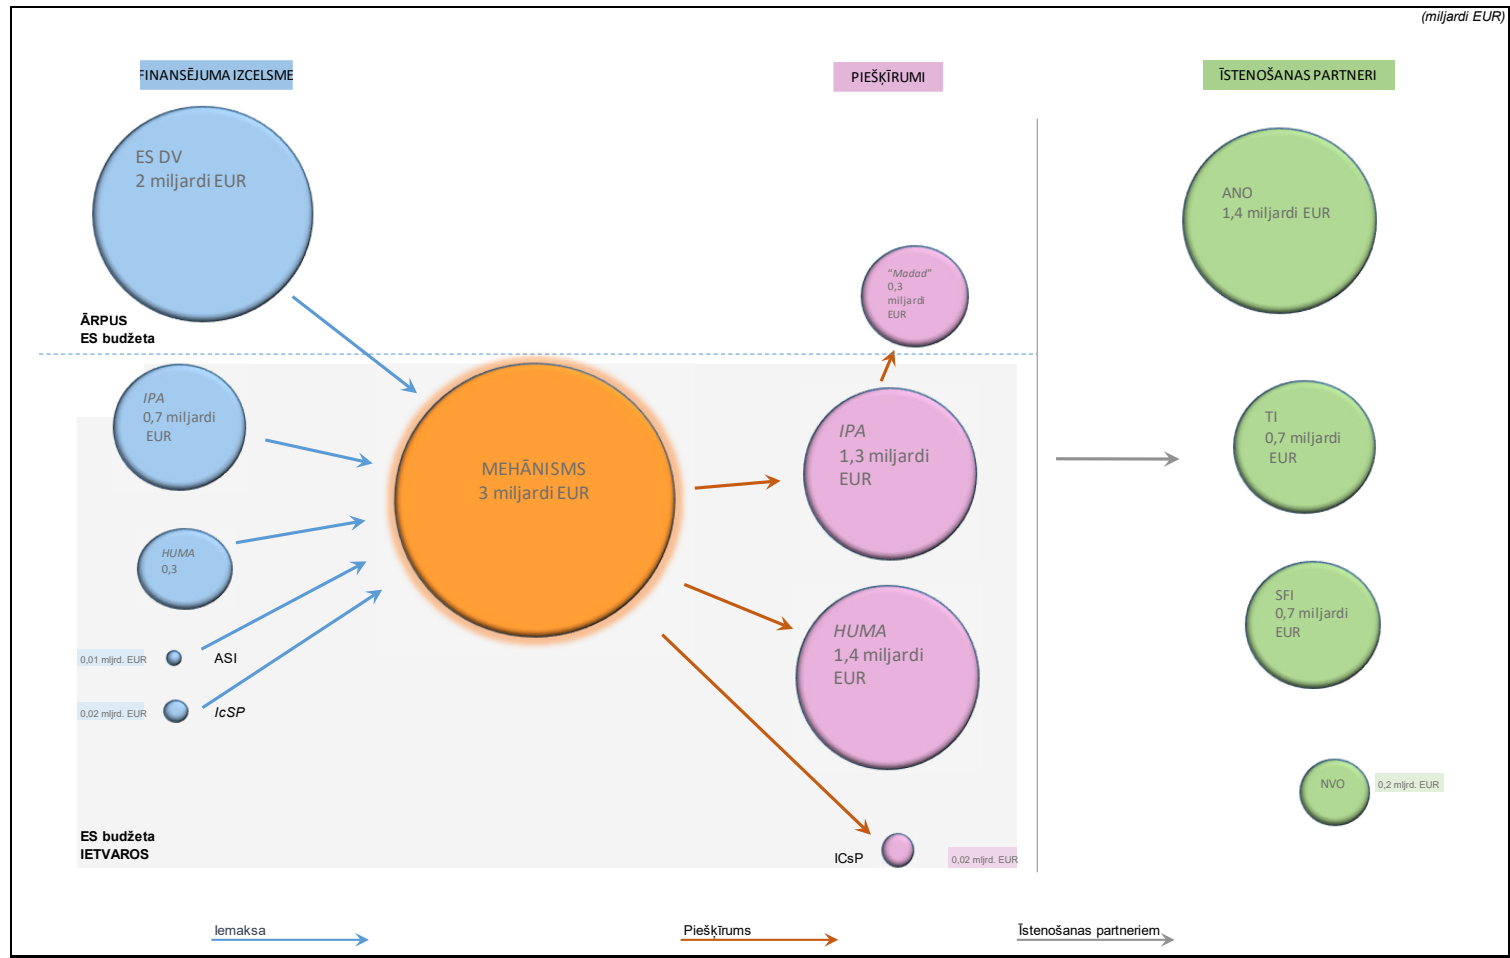 (miljardi EUR)
FINANSĒJUMA IZCELSME
PIEŠĶĪRUMI
ĪSTENOŠANAS PARTNERI
ES DV
2 miljardi EUR
ĀRPUS
ES budžeta
IPA
0,7 miljardi
EUR
HUMA
0,3
0,01 mljrd. EUR
ASI
0,02 mljrd. EUR
IcSP
ES budžeta
IETVAROS
MEHĀNISMS
3 miljardi EUR
“Madad”
0,3
miljardi
EUR
IPA
1,3 miljardi
EUR
HUMA
1,4 miljardi
EUR
ICsP
0,02 mljrd. EUR
ANO
1,4 miljardi EUR
TI
0,7 miljardi
EUR
SFI
0,7 miljardi
EUR
NVO
0,2 mljrd. EUR
Iemaksa
Piešķīrums
Īstenošanas partneriem